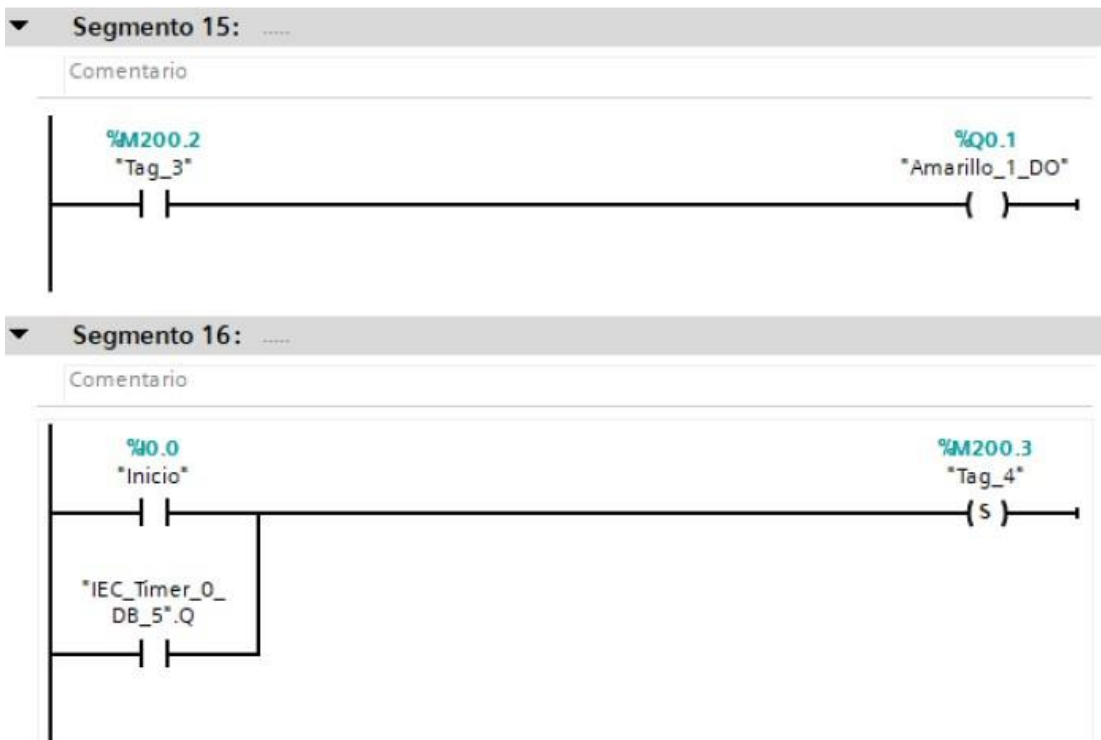 Segmento 15: .....
Comentario
%M200.2
"Tag_3"
%Q0.1
"Amarillo_1_DO"
( )
Segmento 16: .....
Comentario
%I0.0
"Inicio"
%M200.3
"Tag_4"
( S )
"IEC_Timer_0_
DB_5".Q